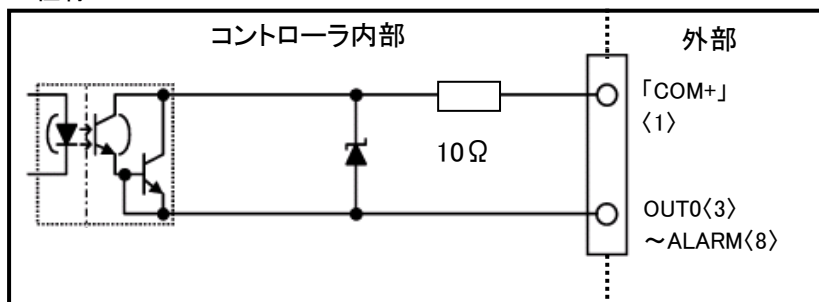 コントローラ内部
外部
「COM+」
〈1〉
10Ω
OUT0〈3〉
～ALARM〈8〉